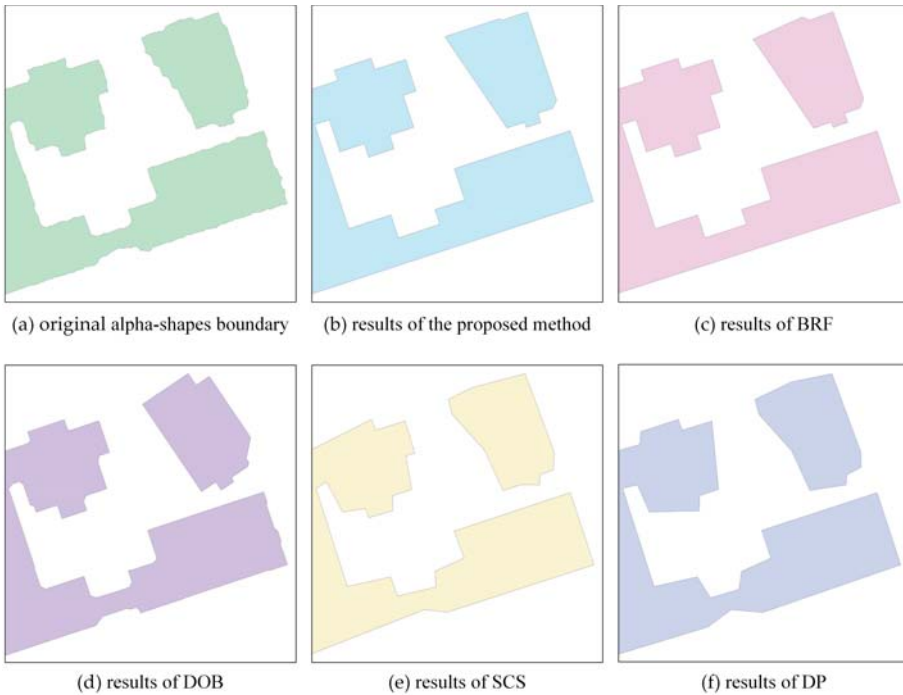 (a) original alpha-shapes boundary
(b) results of the proposed method
(c) results of BRF
(d) results of DOB
(e) results of SCS
(f) results of DP